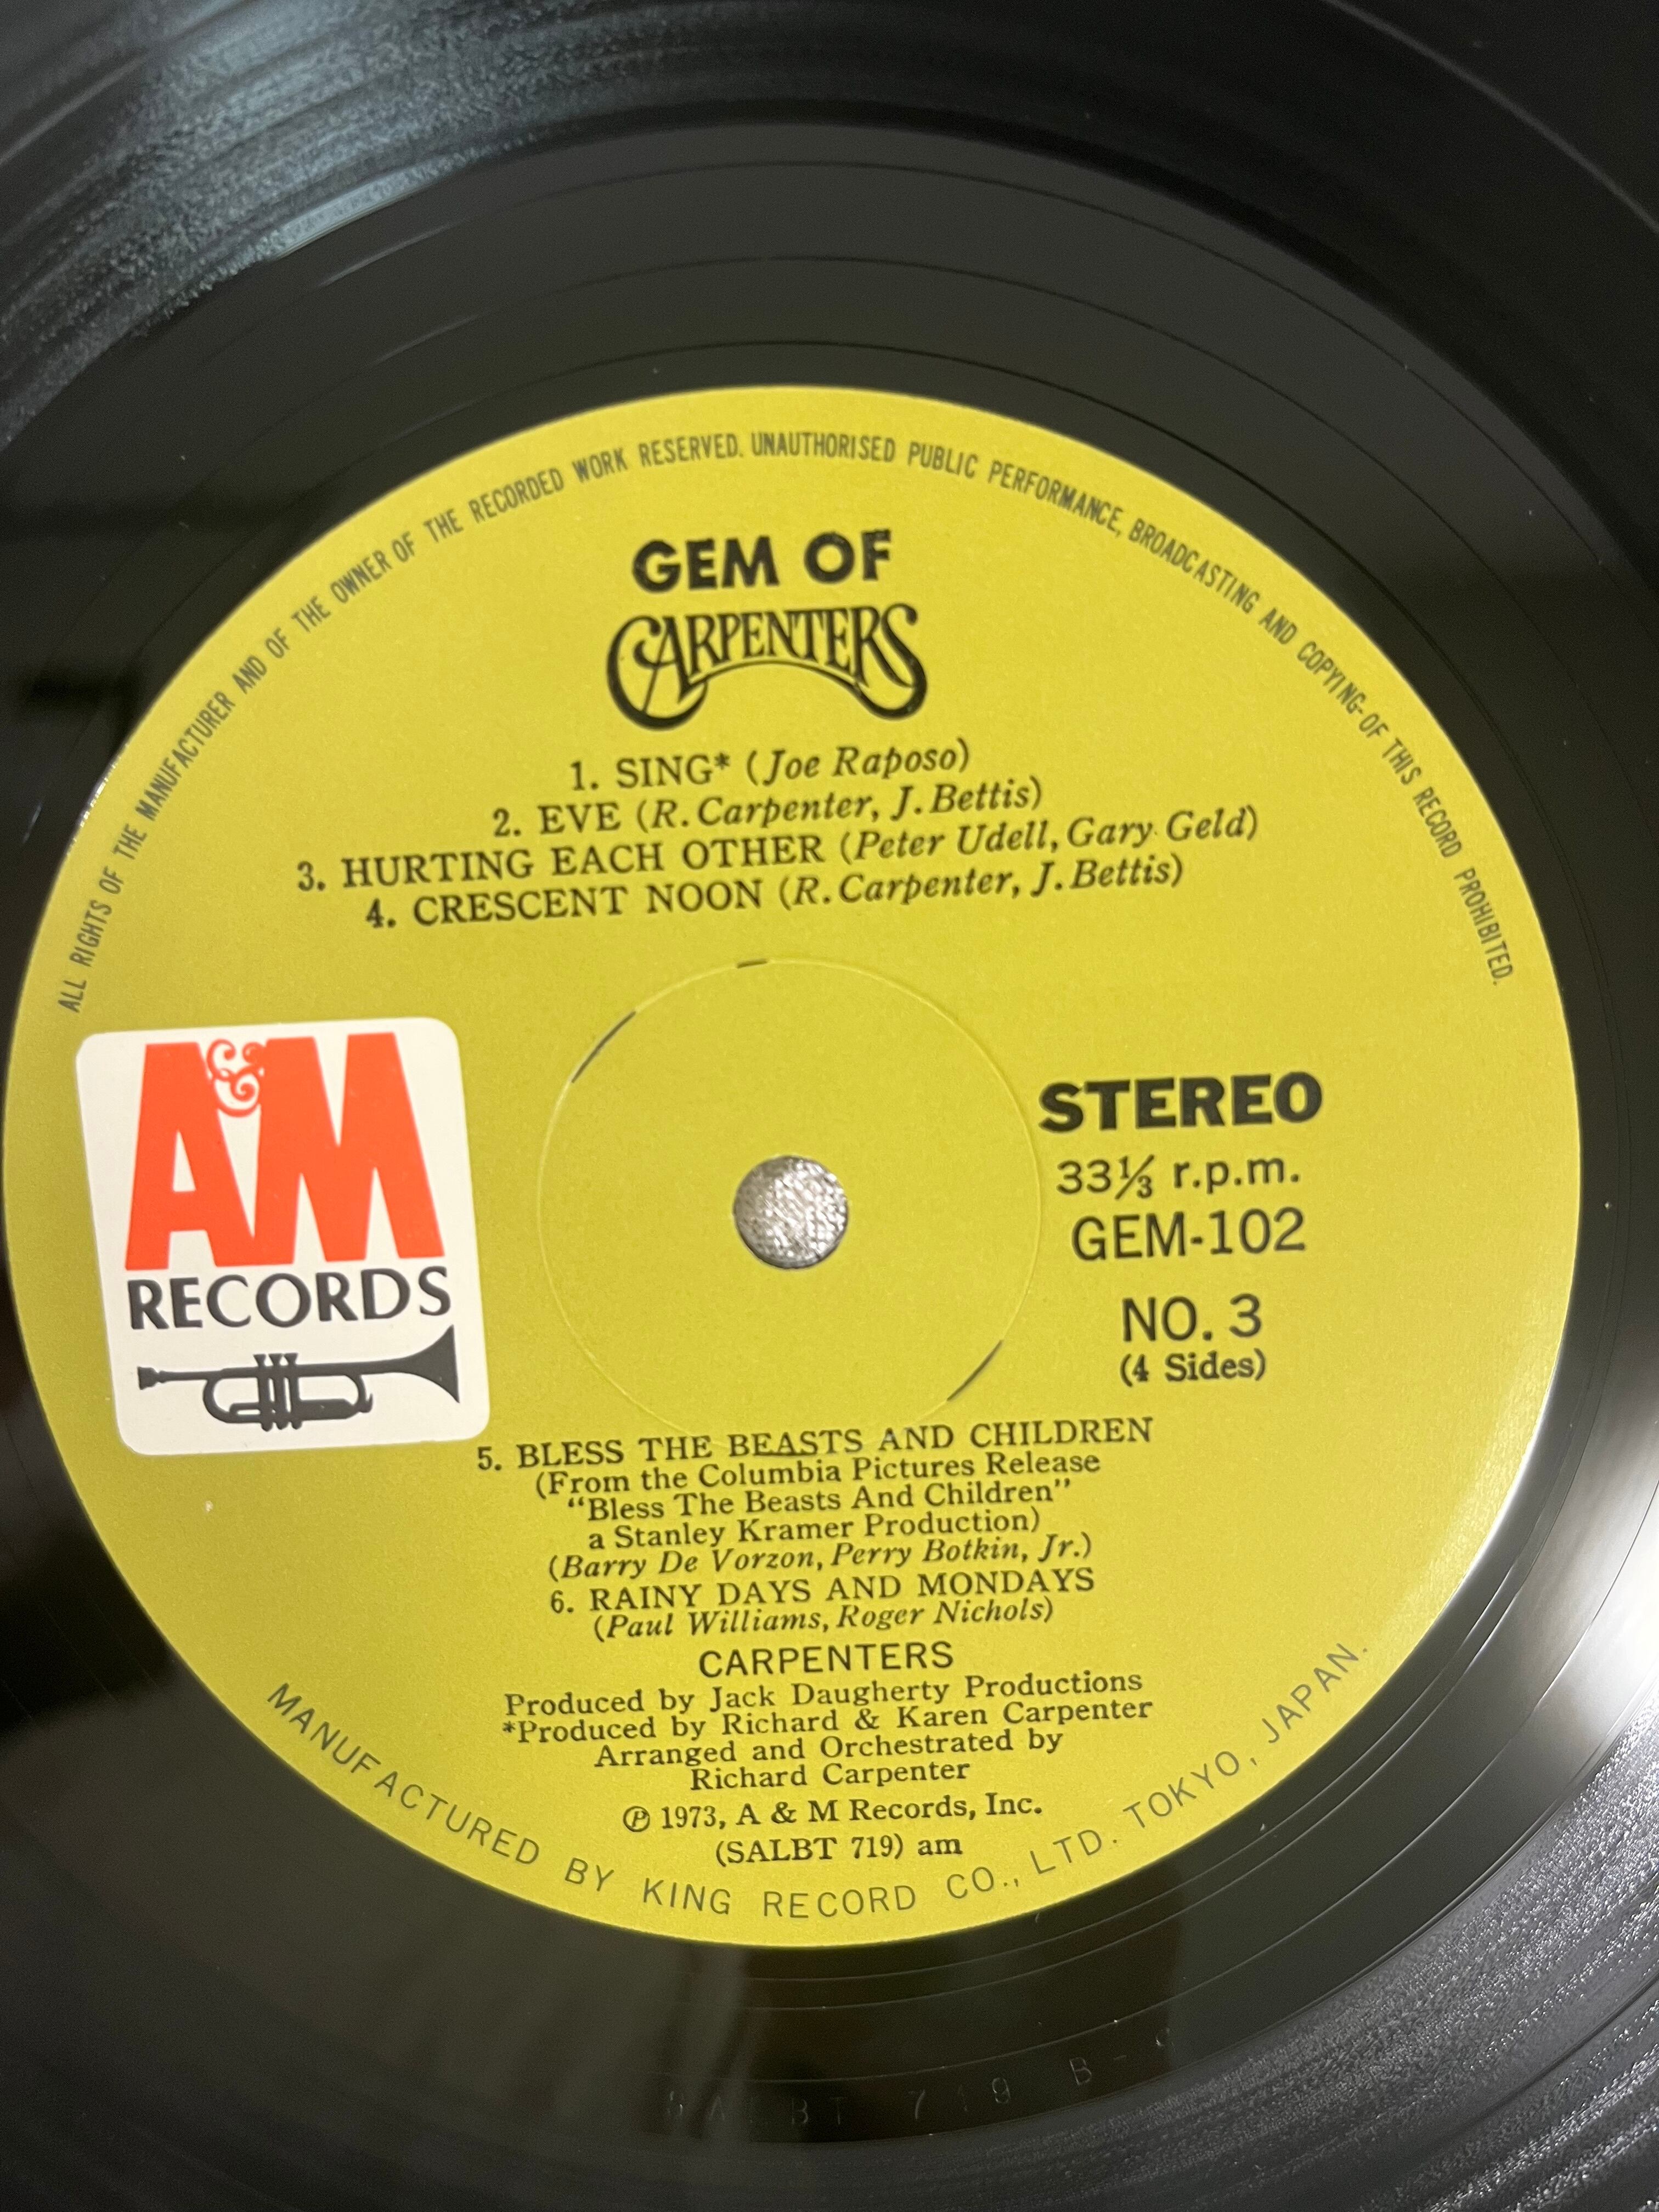 ALL RIGHTS OF THE MANUFACTURER AND OF THE OWNER OF THE RECORDED WORK RESERVED. UNAUTHORISED PUBLIC PERFORMANCE, BROADCASTING AND COPYING OF THIS RECORD PROHIBITED.
GEM OF
CARPENTERS
1. SING* (Joe Raposo)
2. EVE (R. Carpenter, J. Bettis)
3. HURTING EACH OTHER (Peter Udell, Gary Geld)
4. CRESCENT NOON (R. Carpenter, J. Bettis)
A&M
RECORDS
STEREO
33⅓ r.p.m.
GEM-102
NO. 3
(4 Sides)
5. BLESS THE BEASTS AND CHILDREN
(From the Columbia Pictures Release
“Bless The Beasts And Children”
a Stanley Kramer Production)
(Barry De Vorzon, Perry Botkin, Jr.)
6. RAINY DAYS AND MONDAYS
(Paul Williams, Roger Nichols)
CARPENTERS
Produced by Jack Daugherty Productions
*Produced by Richard & Karen Carpenter
Arranged and Orchestrated by
Richard Carpenter
℗ 1973, A & M Records, Inc.
(SALBT 719) am
MANUFACTURED BY KING RECORD CO., LTD. TOKYO, JAPAN.
SALBT 719